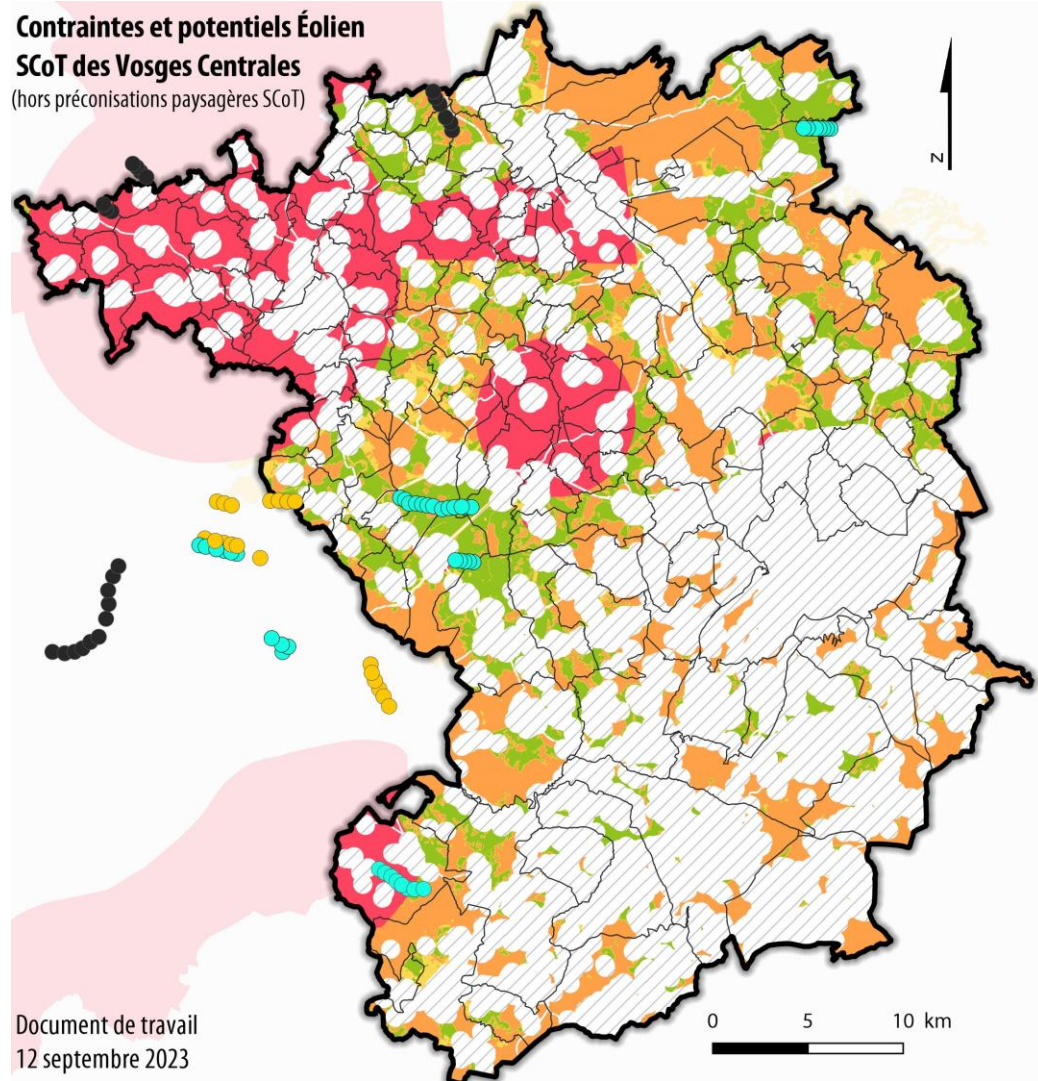 Contraintes et potentiels Éolien
SCoT des Vosges Centrales
(hors préconisations paysagères SCoT)
N
Document de travail
12 septembre 2023
0 5 10 km